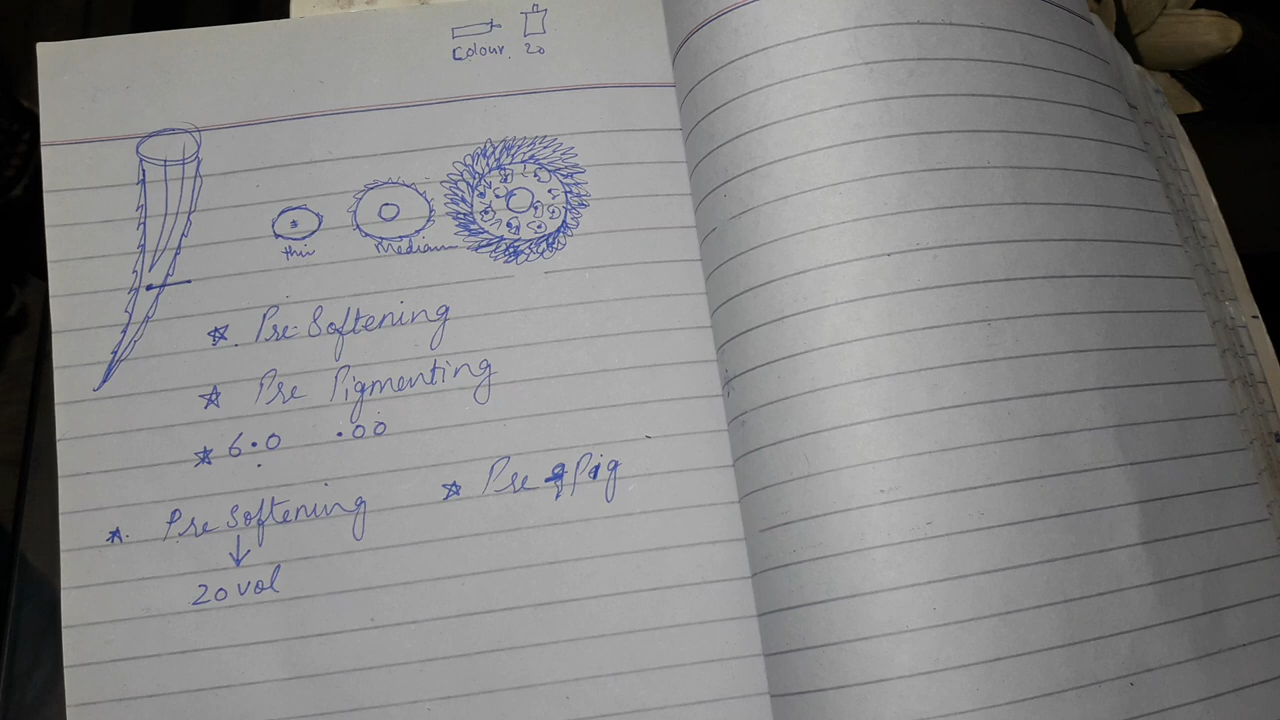 Colour. 20
thin
Medium
* Pre-Softening
* Pre Pigmenting
* 6.0 .00
* Pre Softening
* Pre Pig
20 vol